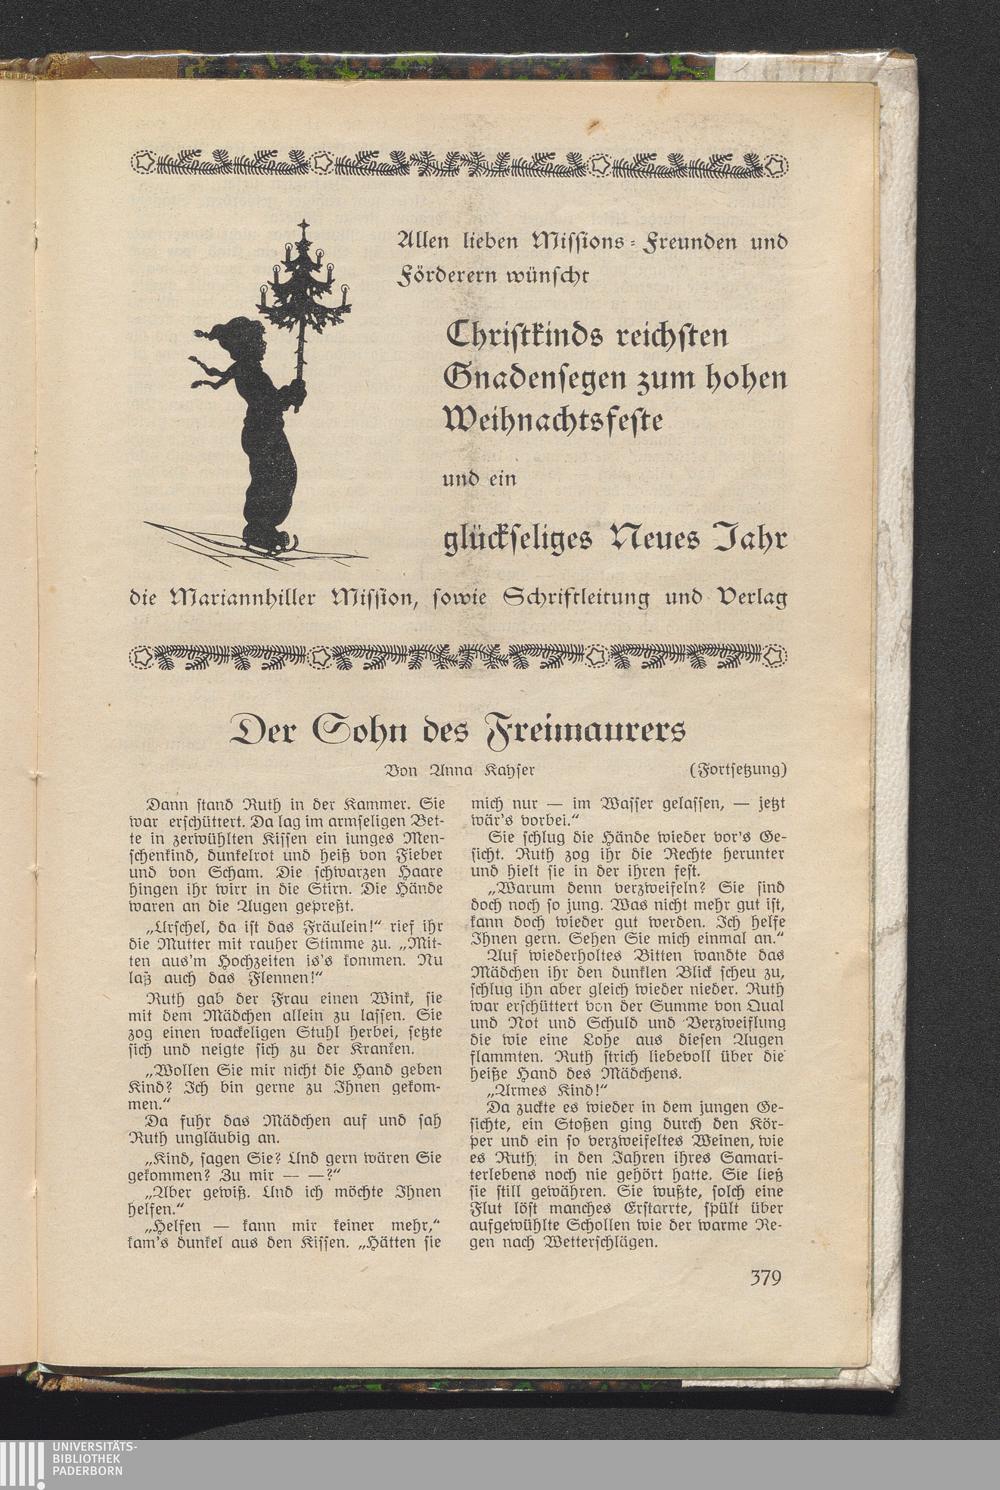 Allen lieben Missions-Freunden und
Förderern wünscht
Christkinds reichsten
Gnadensegen zum hohen
Weihnachtsfeste
und ein
glückseliges Neues Jahr
die Mariannhiller Mission, sowie Schriftleitung und Verlag
Der Sohn des Freimaurers
Von Anna Kayser (Fortsetzung)
Dann stand Ruth in der Kammer. Sie
war erschüttert. Da lag im armseligen Bet-
te in zerwühlten Kissen ein junges Men-
schenkind, dunkelrot und heiß von Fieber
und von Scham. Die schwarzen Haare
hingen ihr wirr in die Stirn. Die Hände
waren an die Augen gepreßt.
„Urschel, da ist das Fräulein!“ rief ihr
die Mutter mit rauher Stimme zu. „Mit-
ten aus'm Hochzeiten is's kommen. Nu
laß auch das Flennen!“
Ruth gab der Frau einen Wink, sie
mit dem Mädchen allein zu lassen. Sie
zog einen wackeligen Stuhl herbei, setzte
sich und neigte sich zu der Kranken.
„Wollen Sie mir nicht die Hand geben
Kind? Ich bin gerne zu Ihnen gekom-
men.“
Da fuhr das Mädchen auf und sah
Ruth ungläubig an.
„Kind, sagen Sie? Und gern wären Sie
gekommen? Zu mir — —?“
„Aber gewiß. Und ich möchte Ihnen
helfen.“
„Helfen — kann mir keiner mehr,“
kam's dunkel aus den Kissen. „Hätten sie
mich nur — im Wasser gelassen, — jetzt
wär's vorbei.“
Sie schlug die Hände wieder vor's Ge-
sicht. Ruth zog ihr die Rechte herunter
und hielt sie in der ihren fest.
„Warum denn verzweifeln? Sie sind
doch noch so jung. Was nicht mehr gut ist,
kann doch wieder gut werden. Ich helfe
Ihnen gern. Sehen Sie mich einmal an.“
Auf wiederholtes Bitten wandte das
Mädchen ihr den dunklen Blick scheu zu,
schlug ihn aber gleich wieder nieder. Ruth
war erschüttert von der Summe von Qual
und Not und Schuld und Verzweiflung
die wie eine Lohe aus diesen Augen
flammten. Ruth strich liebevoll über die
heiße Hand des Mädchens.
„Armes Kind!“
Da zuckte es wieder in dem jungen Ge-
sichte, ein Stoßen ging durch den Kör-
per und ein so verzweifeltes Weinen, wie
es Ruth in den Jahren ihres Samari-
terlebens noch nie gehört hatte. Sie ließ
sie still gewähren. Sie wußte, solch eine
Flut löst manches Erstarrte, spült über
aufgewühlte Schollen wie der warme Re-
gen nach Wetterschlägen.
379
UNIVERSITÄTS-
BIBLIOTHEK
PADERBORN